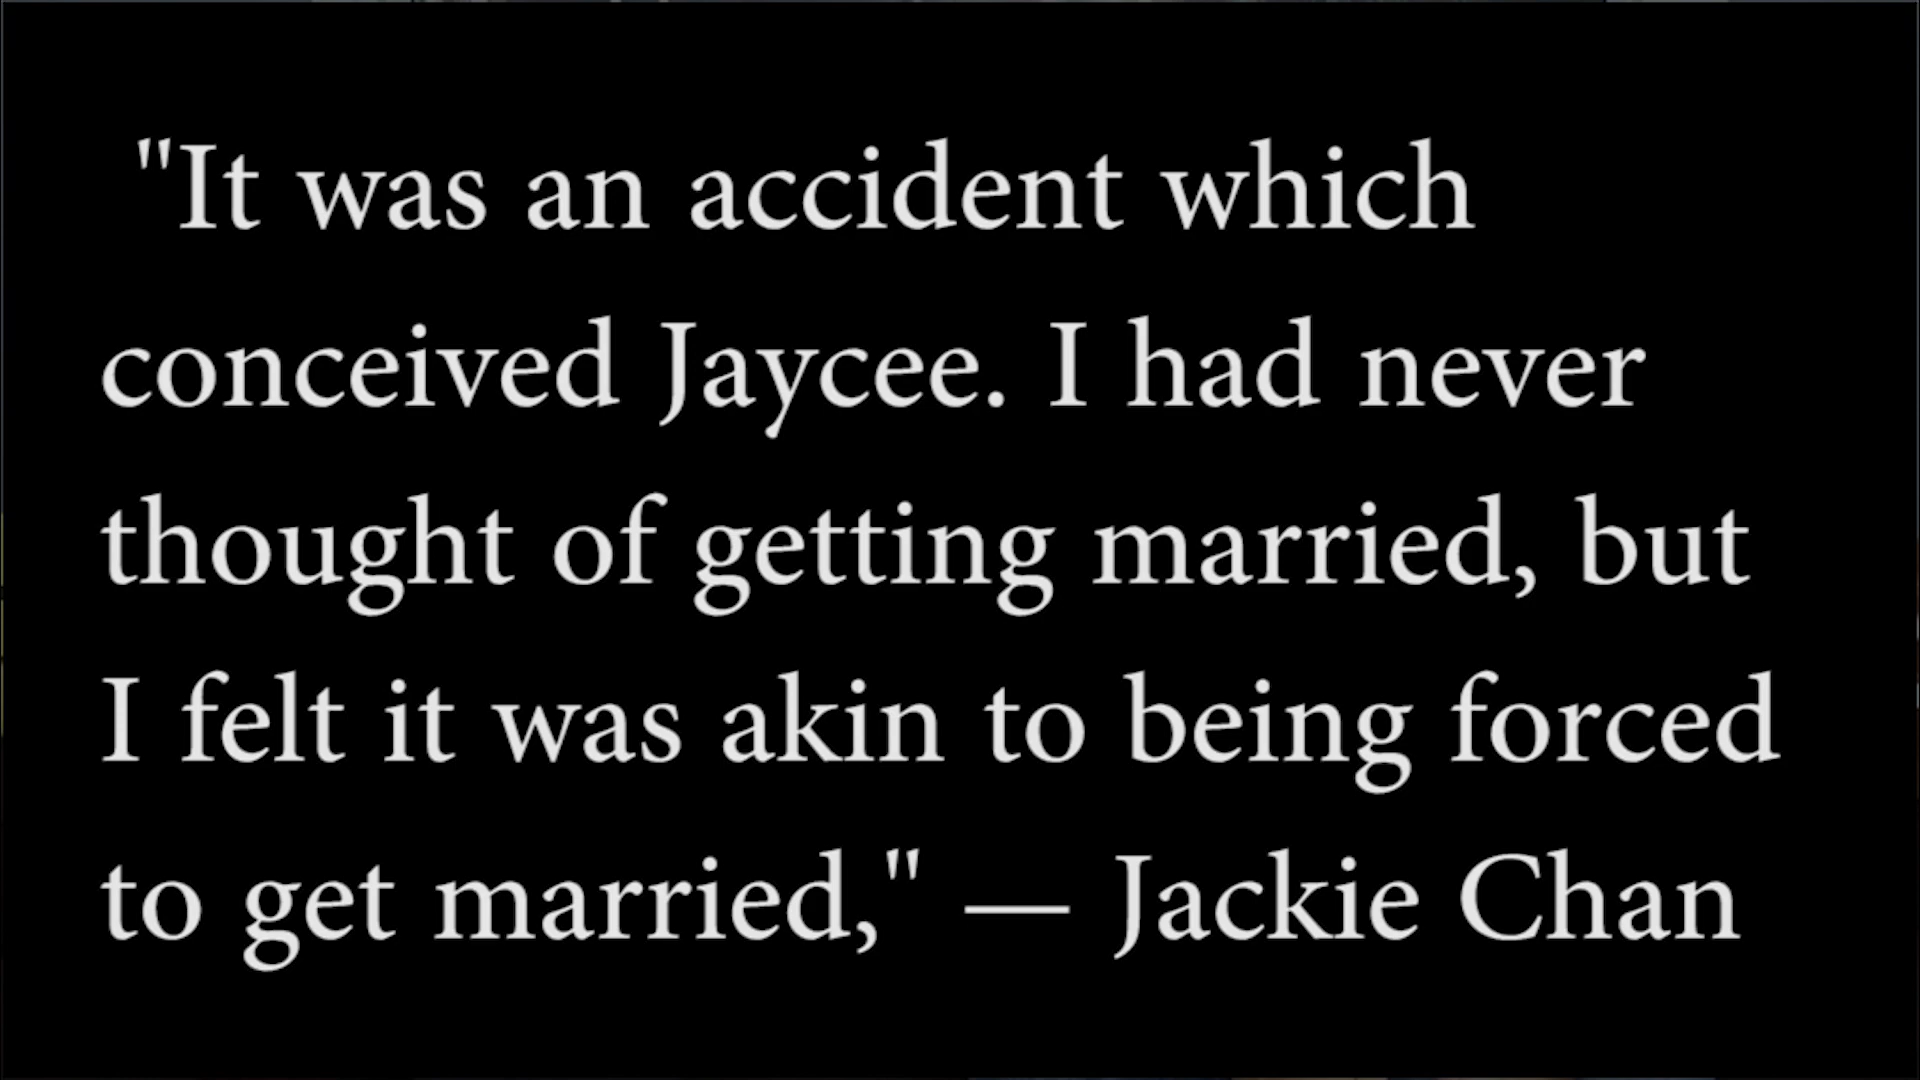 "It was an accident which
conceived Jaycee. I had never
thought of getting married, but
I felt it was akin to being forced
to get married," — Jackie Chan